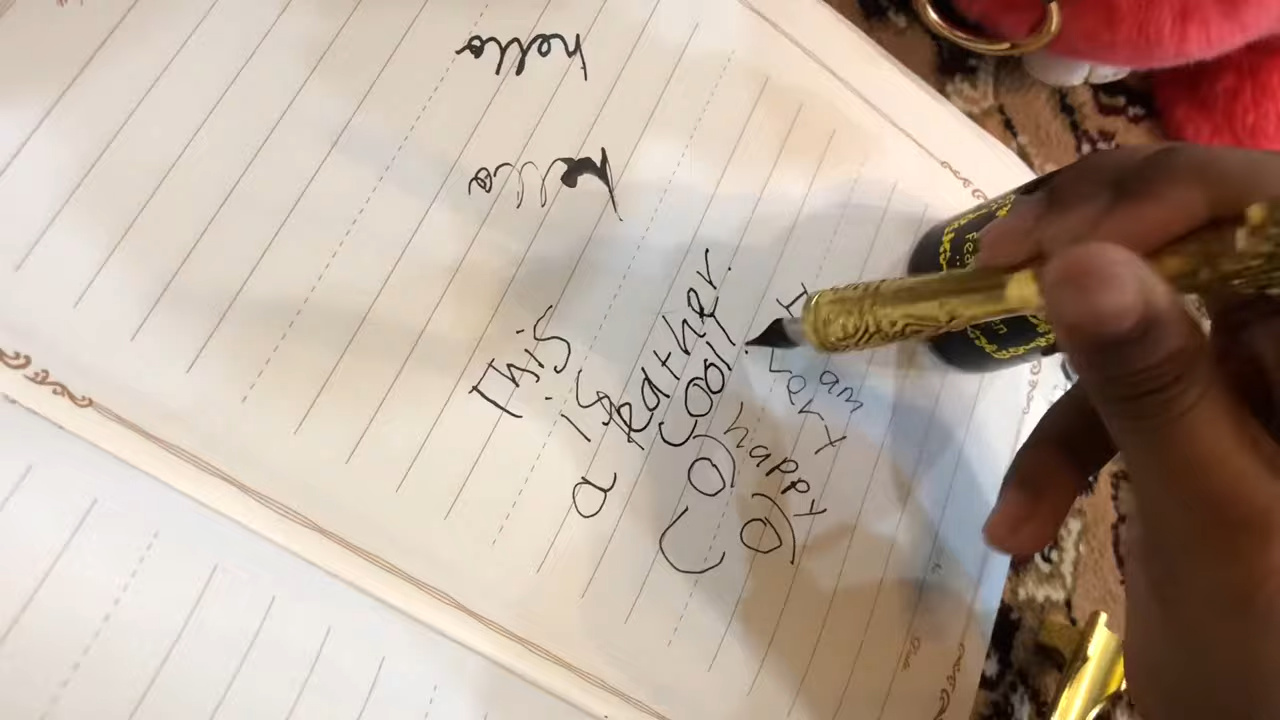 hello
hello
This
is
a feather.
cool!
I am
very
happy